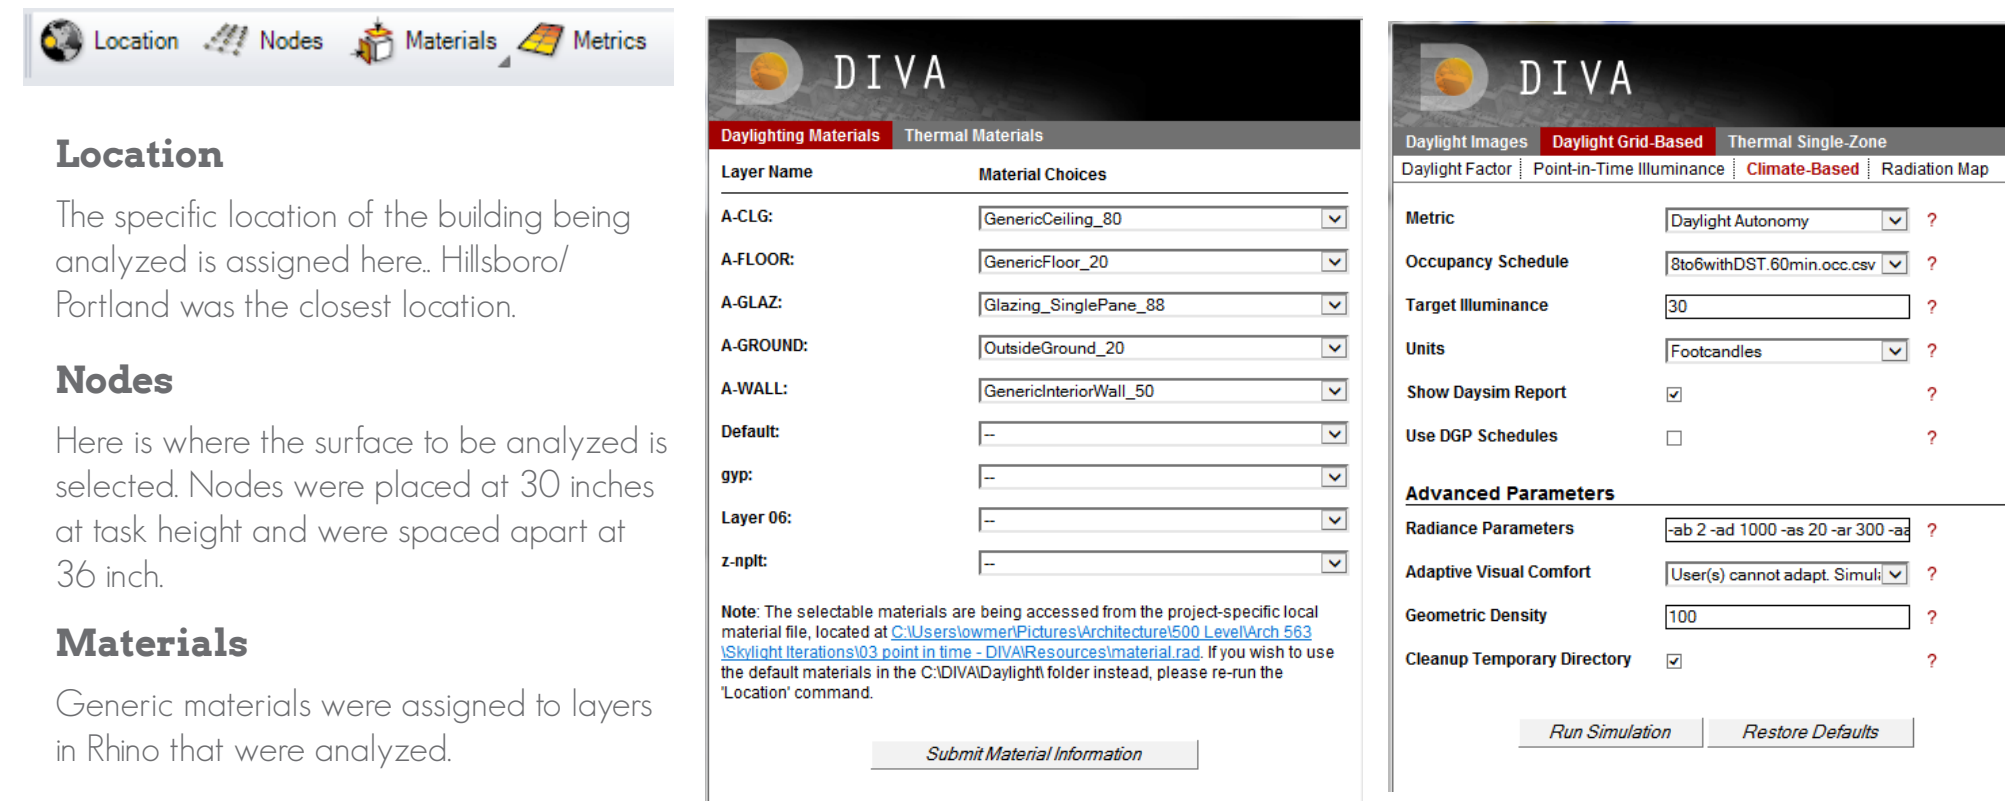 Location Nodes Materials Metrics
Location
The specific location of the building being
analyzed is assigned here.. Hillsboro/
Portland was the closest location.
Nodes
Here is where the surface to be analyzed is
selected. Nodes were placed at 30 inches
at task height and were spaced apart at
36 inch.
Materials
Generic materials were assigned to layers
in Rhino that were analyzed.
DIVA
Daylighting Materials Thermal Materials
Layer Name Material Choices
A-CLG: GenericCeiling_80
A-FLOOR: GenericFloor_20
A-GLAZ: Glazing_SinglePane_88
A-GROUND: OutsideGround_20
A-WALL: GenericInteriorWall_50
Default: --
gyp: --
Layer 06: --
z-nplt: --
Note: The selectable materials are being accessed from the project-specific local
material file, located at C:\Users\owmer\Pictures\Architecture\500 Level\Arch 563
\Skylight Iterations\03 point in time - DIVA\Resources\material.rad. If you wish to use
the default materials in the C:\DIVA\Daylight\ folder instead, please re-run the
'Location' command.
Submit Material Information
DIVA
Daylight Images Daylight Grid-Based Thermal Single-Zone
Daylight Factor Point-in-Time Illuminance Climate-Based Radiation Map
Metric Daylight Autonomy ?
Occupancy Schedule 8to6withDST.60min.occ.csv ?
Target Illuminance 30 ?
Units Footcandles ?
Show Daysim Report ?
Use DGP Schedules ?
Advanced Parameters
Radiance Parameters -ab 2 -ad 1000 -as 20 -ar 300 -aa ?
Adaptive Visual Comfort User(s) cannot adapt. Simula ?
Geometric Density 100 ?
Cleanup Temporary Directory ?
Run Simulation Restore Defaults